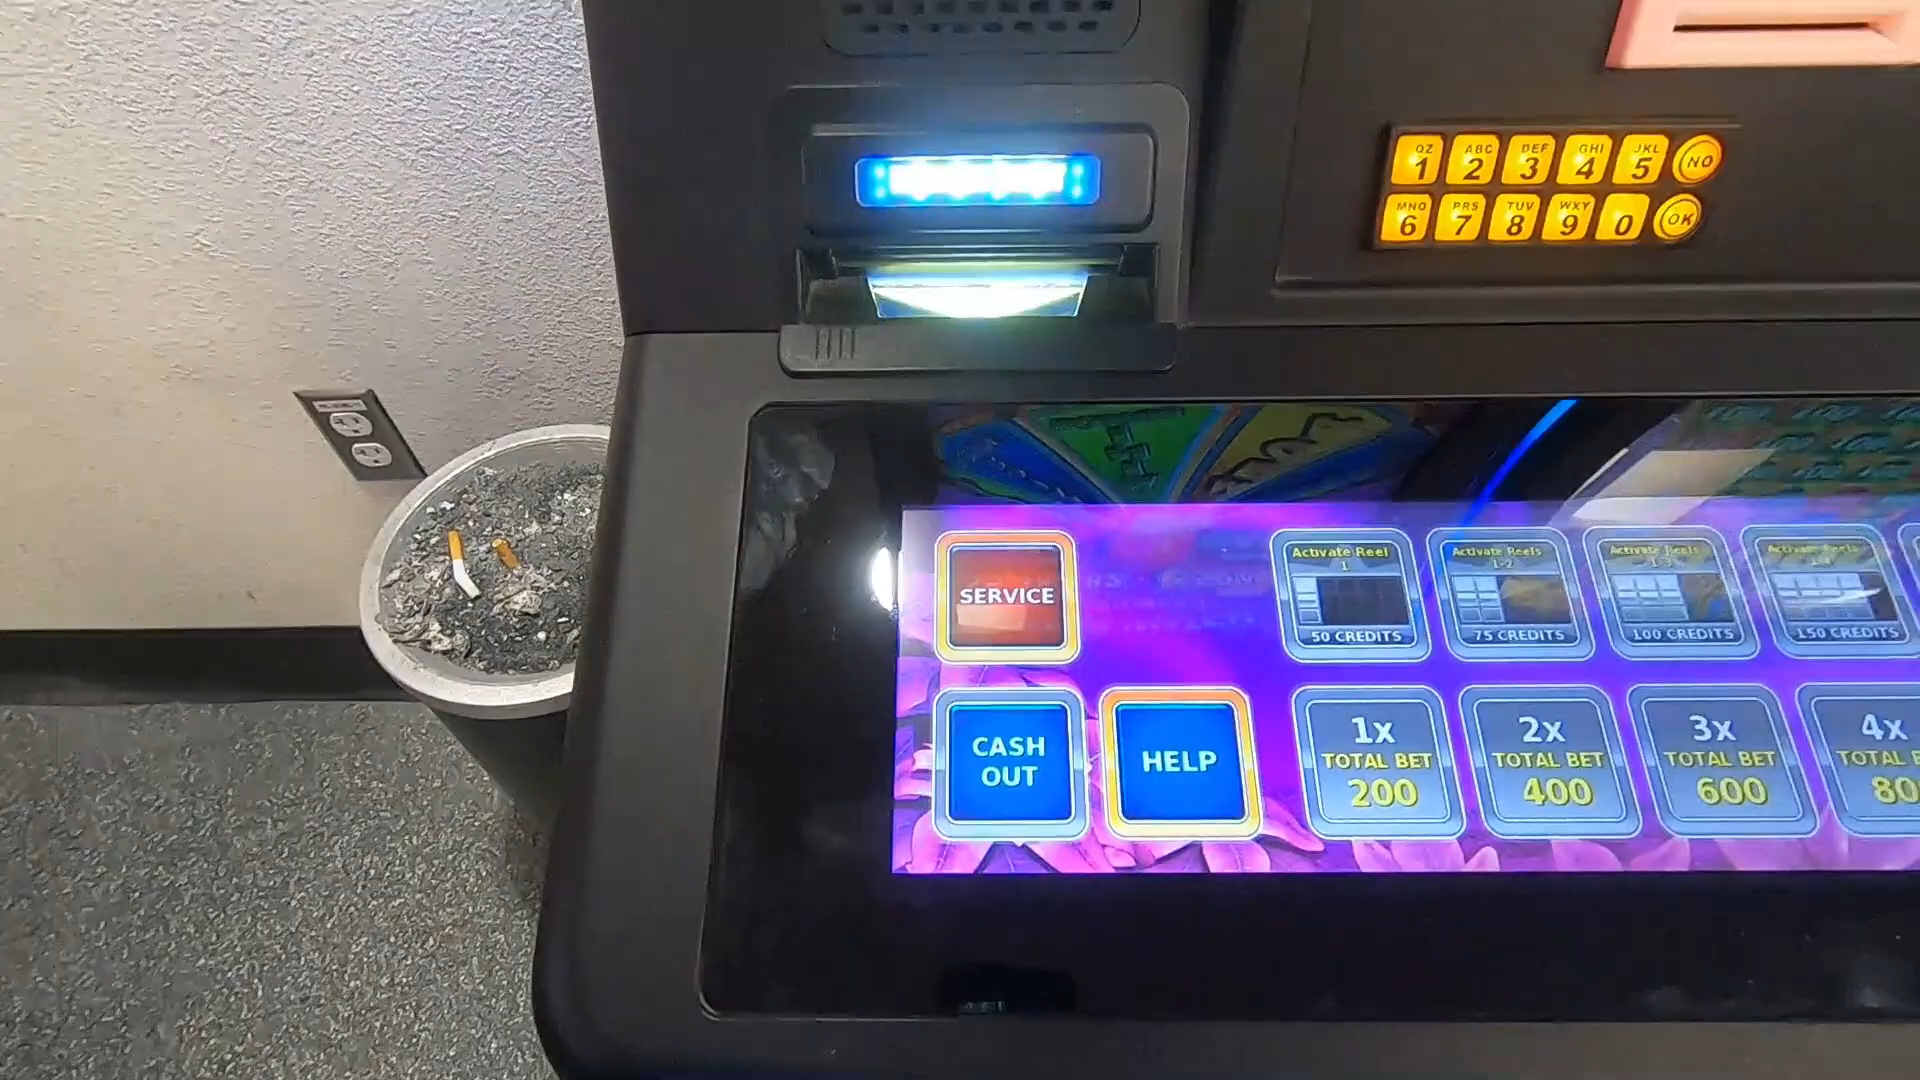 QZ ABC DEF GHI JKL
1 2 3 4 5 NO
MNO PRS TUV WXY
6 7 8 9 0 OK
SERVICE
Activate Reel
1
50 CREDITS
Activate Reels
1-2
75 CREDITS
Activate Reels
1-3
100 CREDITS
Activate Reels
1-4
150 CREDITS
CASH
OUT
HELP
1x
TOTAL BET
200
2x
TOTAL BET
400
3x
TOTAL BET
600
4x
TOTAL